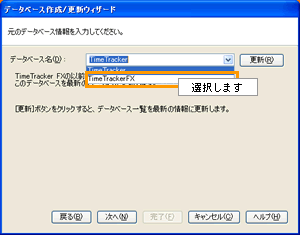 データベース作成/更新ウィザード
元のデータベース情報を入力してください。
データベース名(D): TimeTracker 更新(R)
TimeTracker
TimeTrackerFX
TimeTracker FXの以前
このデータベースを最新の
選択します
[更新]ボタンをクリックすると、データベース一覧を最新の情報に更新します。
戻る(B) 次へ(N) 完了(F) キャンセル(C) ヘルプ(H)